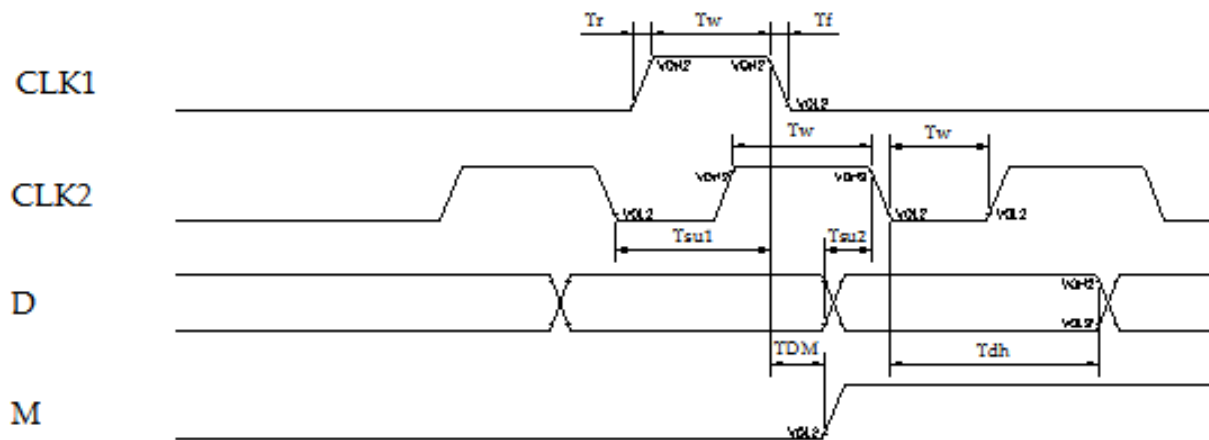 Tr Tw Tf
VOH2 VOH2
CLK1
VOL2
Tw Tw
CLK2
VOH2 VOH2
VOL2 VOL2 VOL2
Tsu1 Tsu2
D
VOH2
VOL2
TDM Tdh
M
VOL2